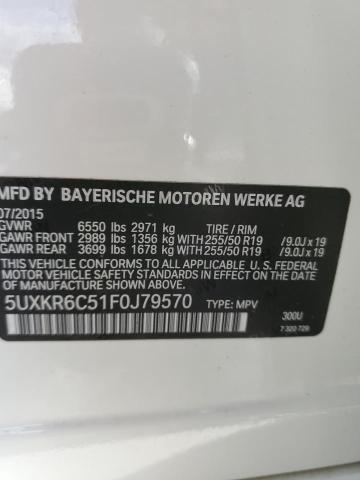 MFD BY BAYERISCHE MOTOREN WERKE AG
07/2015
GVWR 6550 lbs 2971 kg TIRE / RIM
GAWR FRONT 2989 lbs 1356 kg WITH 255/50 R19 /9.0J x 19
GAWR REAR 3699 lbs 1678 kg WITH 255/50 R19 /9.0J x 19
THIS VEHICLE CONFORMS TO ALL APPLICABLE U.S. FEDERAL
MOTOR VEHICLE SAFETY STANDARDS IN EFFECT ON THE
DATE OF MANUFACTURE SHOWN ABOVE.
5UXKR6C51F0J79570 TYPE: MPV
300U
7 320 729